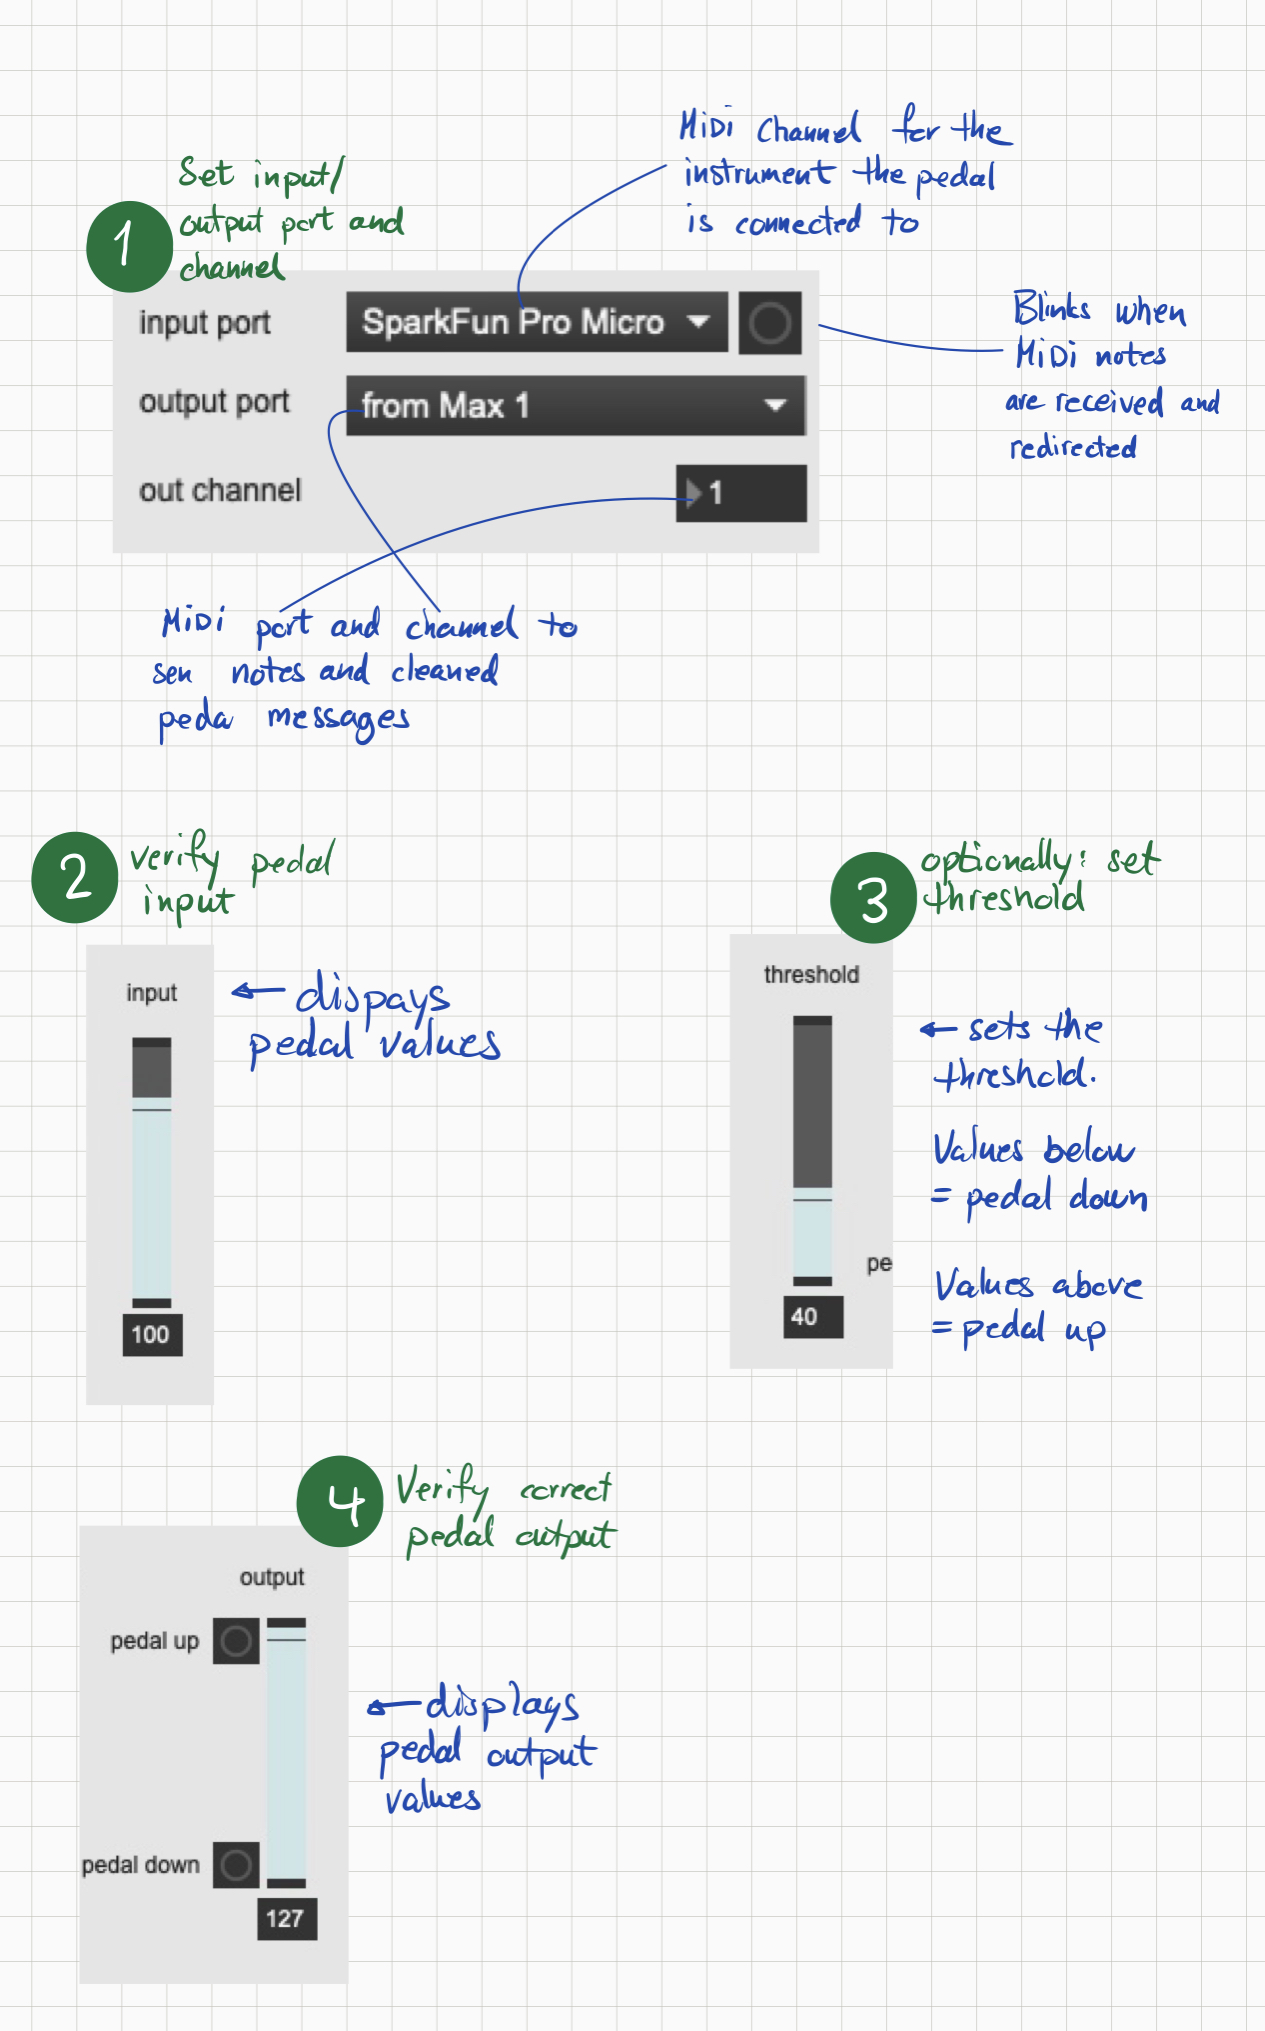 MiDi Channel for the
instrument the pedal
is connected to
1
Set input/
output port and
channel
input port
SparkFun Pro Micro
output port
from Max 1
out channel
1
Blinks when
MiDi notes
are received and
redirected
MiDi port and channel to
sen notes and cleaned
peda messages
2
verify pedal
input
input
100
← dispays
pedal values
3
optionally: set
threshold
threshold
pe
40
← sets the
threshold.
Values below
= pedal down
Values above
= pedal up
4
Verify correct
pedal output
output
pedal up
pedal down
127
← displays
pedal output
values